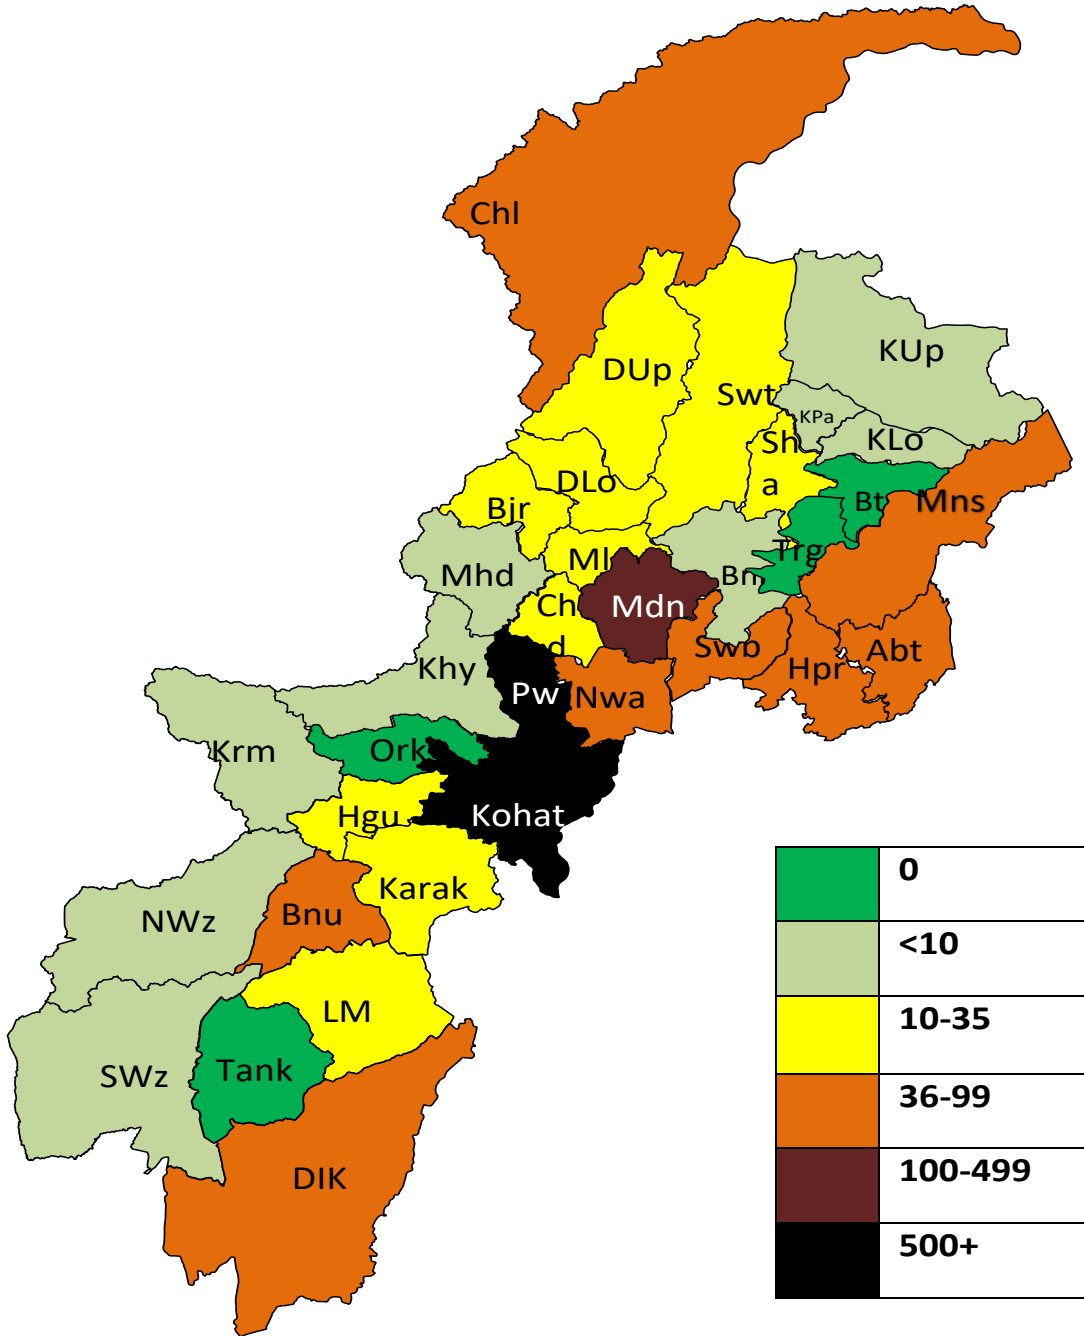 Chl
KUp
DUp
Swt
KPa
Sh
a
KLo
DLo
Bjr
Bt
Mns
Trg
Ml
Mhd
Bn
Ch
d
Mdn
Swb
Abt
Hpr
Khy
Pw
Nwa
Krm
Ork
Hgu
Kohat
Karak
NWz
Bnu
LM
SWz
Tank
DIK
0
<10
10-35
36-99
100-499
500+